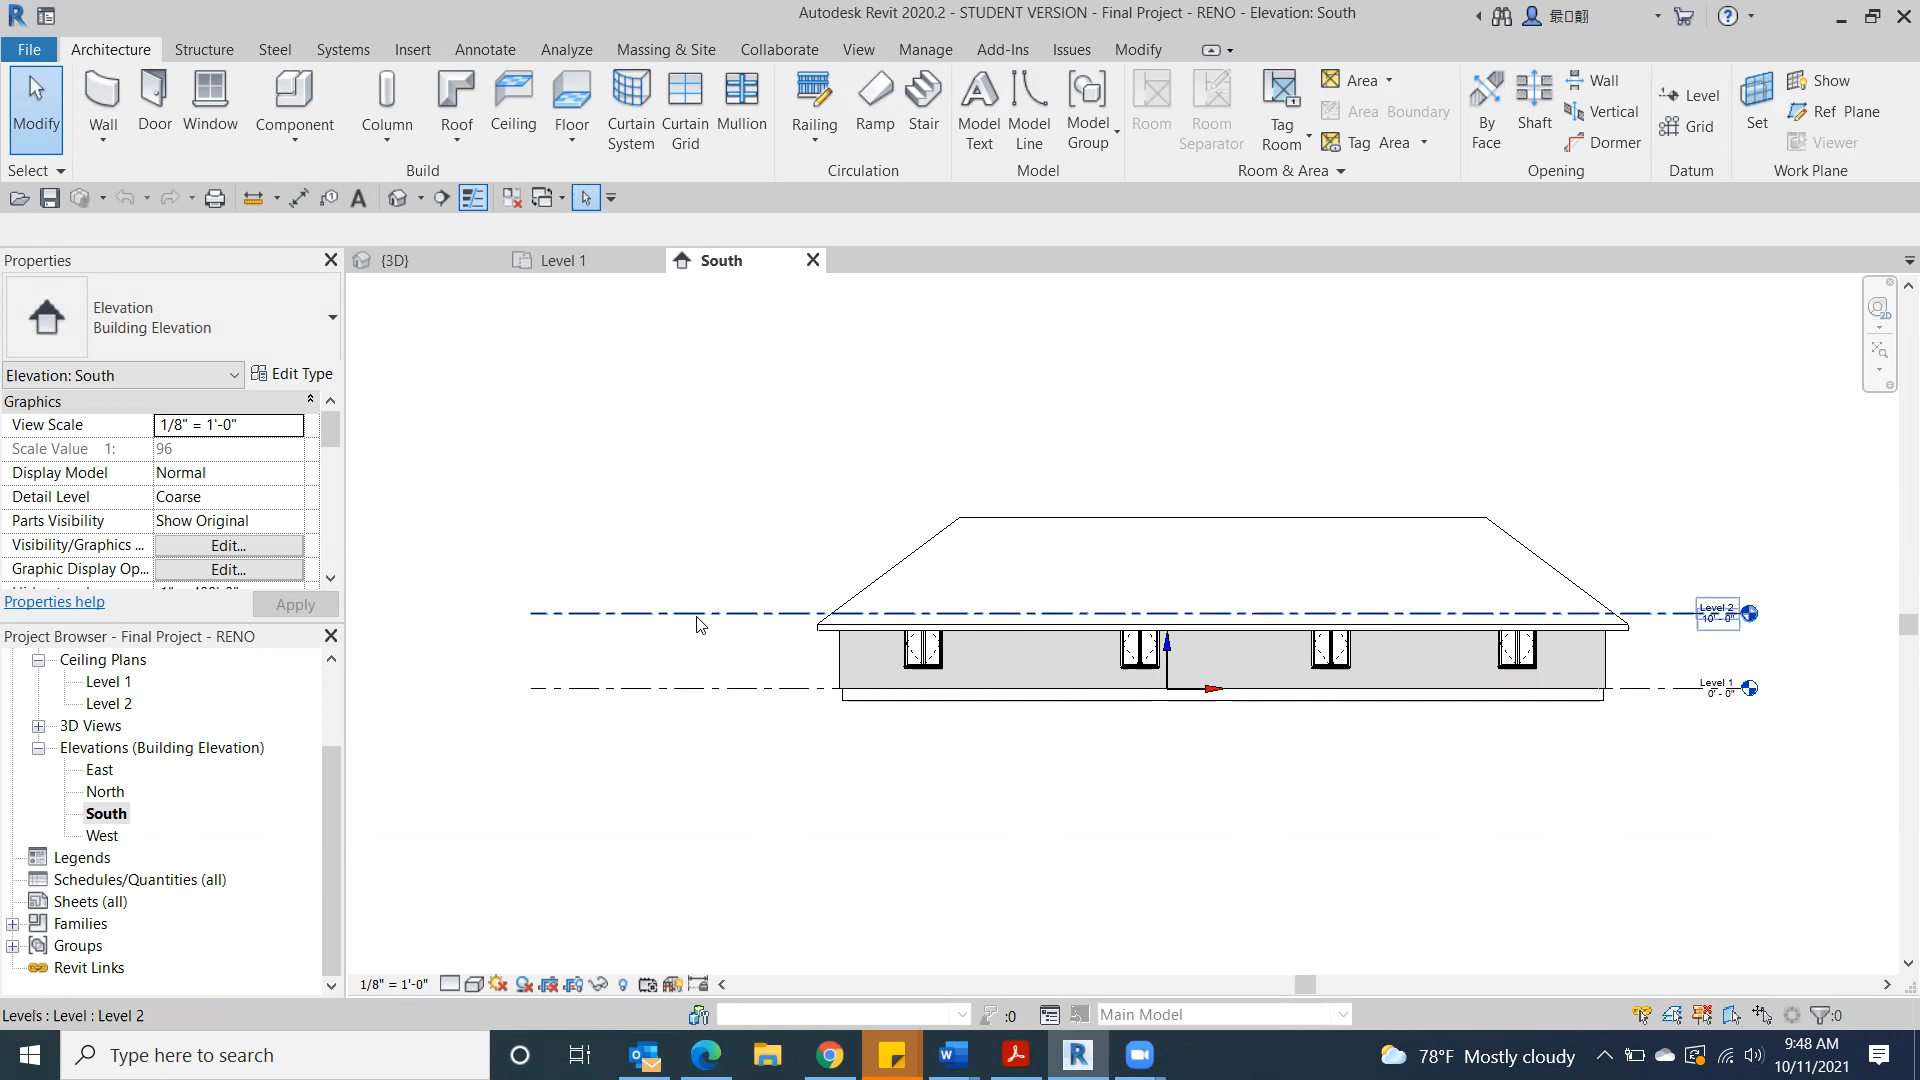 Autodesk Revit 2020.2 - STUDENT VERSION - Final Project - RENO - Elevation: South
File Architecture Structure Steel Systems Insert Annotate Analyze Massing & Site Collaborate View Manage Add-Ins Issues Modify
Modify
Wall
Door
Window
Component
Column
Roof
Ceiling
Floor
Curtain System
Curtain Grid
Mullion
Railing
Ramp
Stair
Model Text
Model Line
Model Group
Room
Room Separator
Tag Room
Area
Area Boundary
Tag Area
By Face
Shaft
Wall
Vertical
Dormer
Level
Grid
Set
Show
Ref Plane
Viewer
Select Build Circulation Model Room & Area Opening Datum Work Plane
Properties
{3D} Level 1 South
Elevation
Building Elevation
Elevation: South Edit Type
Graphics
View Scale 1/8" = 1'-0"
Scale Value 1: 96
Display Model Normal
Detail Level Coarse
Parts Visibility Show Original
Visibility/Graphics ... Edit...
Graphic Display Op... Edit...
Properties help Apply
Project Browser - Final Project - RENO
Ceiling Plans
Level 1
Level 2
3D Views
Elevations (Building Elevation)
East
North
South
West
Legends
Schedules/Quantities (all)
Sheets (all)
Families
Groups
Revit Links
Level 2
10' - 0"
Level 1
0' - 0"
1/8" = 1'-0"
Levels : Level : Level 2
:0
Main Model
:0
Type here to search
78°F Mostly cloudy
9:48 AM
10/11/2021